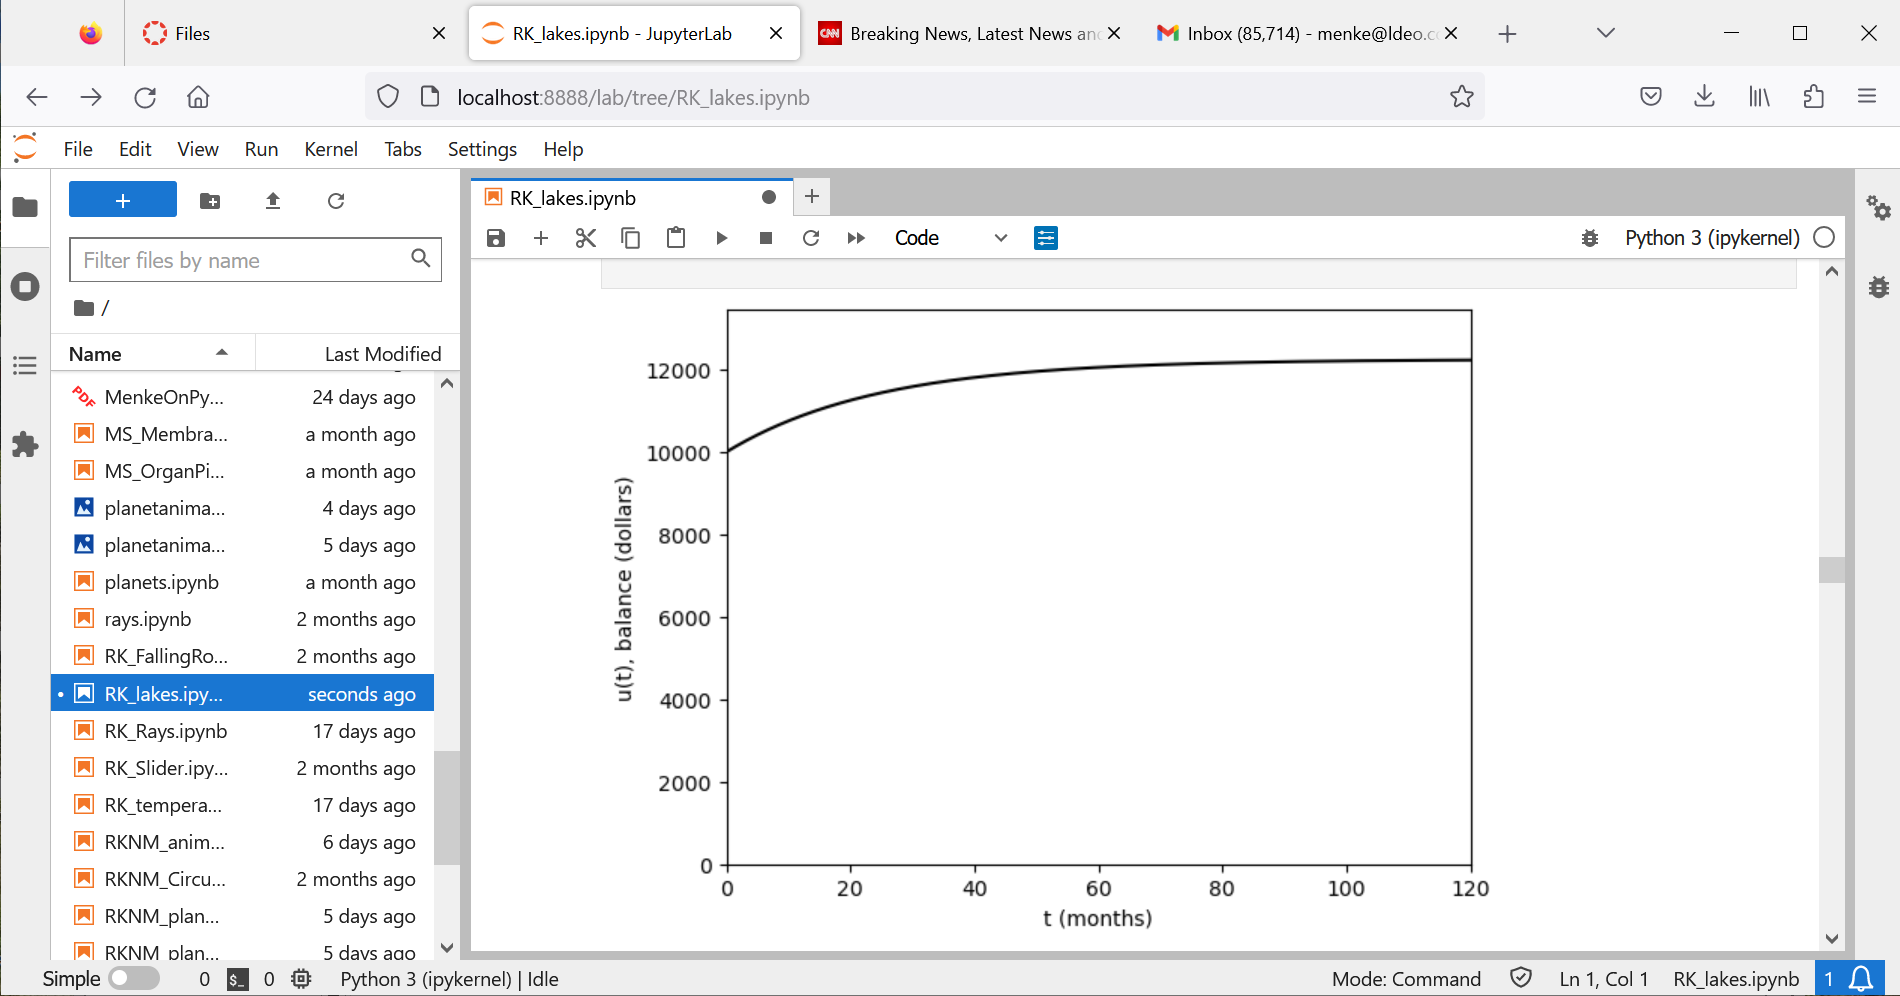 Files
RK_lakes.ipynb - JupyterLab
CNN Breaking News, Latest News and
Inbox (85,714) - menke@ldeo.c
localhost:8888/lab/tree/RK_lakes.ipynb
File Edit View Run Kernel Tabs Settings Help
RK_lakes.ipynb
Code
Python 3 (ipykernel)
Filter files by name
/
Name Last Modified
PDF MenkeOnPy... 24 days ago
MS_Membra... a month ago
MS_OrganPi... a month ago
planetanima... 4 days ago
planetanima... 5 days ago
planets.ipynb a month ago
rays.ipynb 2 months ago
RK_FallingRo... 2 months ago
RK_lakes.ipy... seconds ago
RK_Rays.ipynb 17 days ago
RK_Slider.ipy... 2 months ago
RK_tempera... 17 days ago
RKNM_anim... 6 days ago
RKNM_Circu... 2 months ago
RKNM_plan... 5 days ago
RKNM_plan... 5 days ago
u(t), balance (dollars)
12000
10000
8000
6000
4000
2000
0
0 20 40 60 80 100 120
t (months)
Simple 0 $_ 0 Python 3 (ipykernel) | Idle
Mode: Command Ln 1, Col 1 RK_lakes.ipynb 1